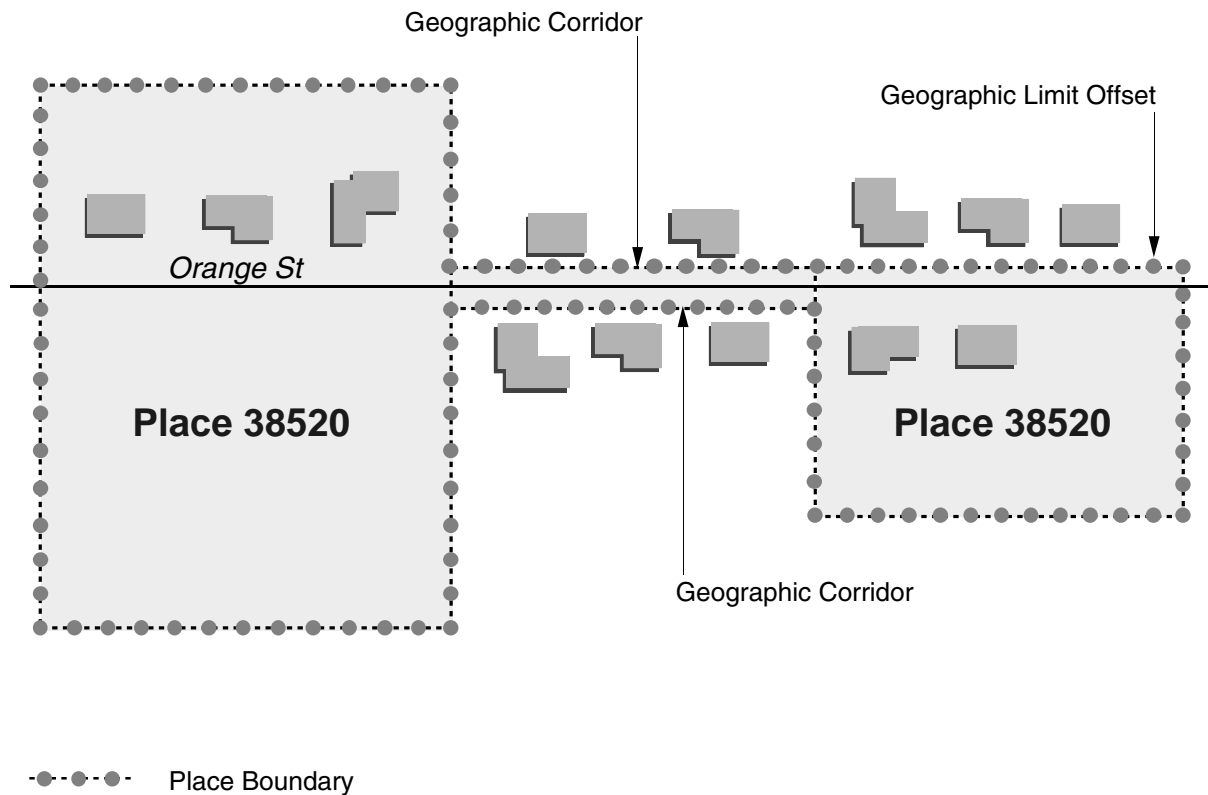 Geographic Corridor
Geographic Limit Offset
Orange St
Place 38520
Place 38520
Geographic Corridor
Place Boundary